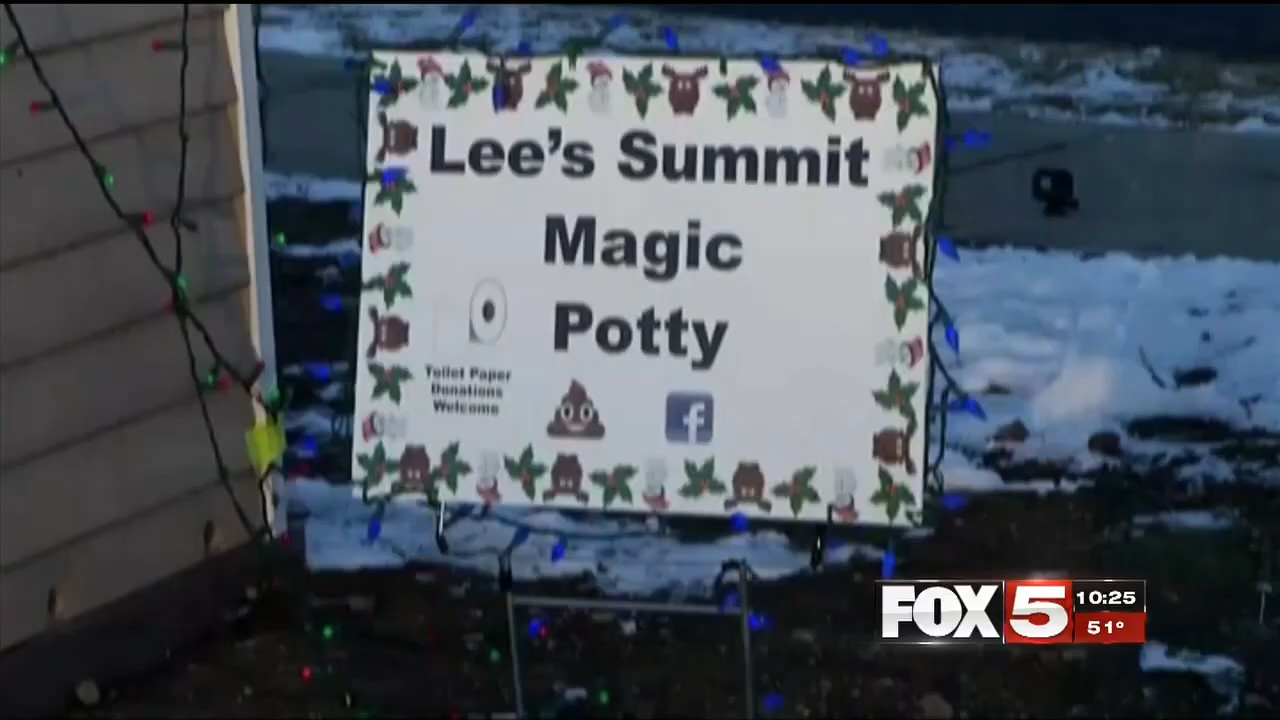 Lee's Summit
Magic
Potty
Toilet Paper
Donations
Welcome
f
FOX 5
10:25
51°